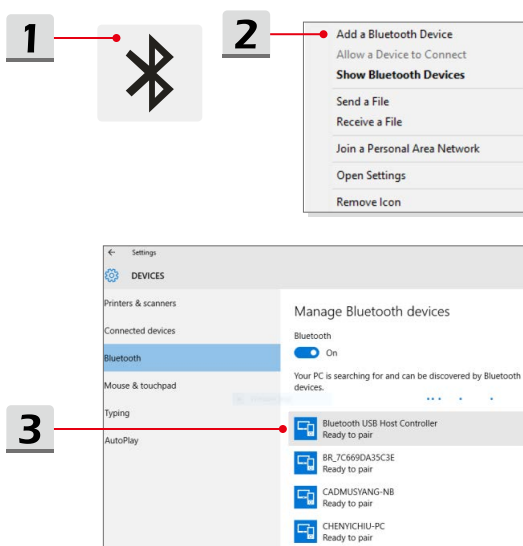 1
2
Add a Bluetooth Device
Allow a Device to Connect
Show Bluetooth Devices
Send a File
Receive a File
Join a Personal Area Network
Open Settings
Remove Icon
Settings
DEVICES
Printers & scanners
Connected devices
Bluetooth
Mouse & touchpad
Typing
AutoPlay
Manage Bluetooth devices
Bluetooth
On
Your PC is searching for and can be discovered by Bluetooth
devices.
3
Bluetooth USB Host Controller
Ready to pair
BR_7C669DA35C3E
Ready to pair
CADMUSYANG-NB
Ready to pair
CHENYICHIU-PC
Ready to pair